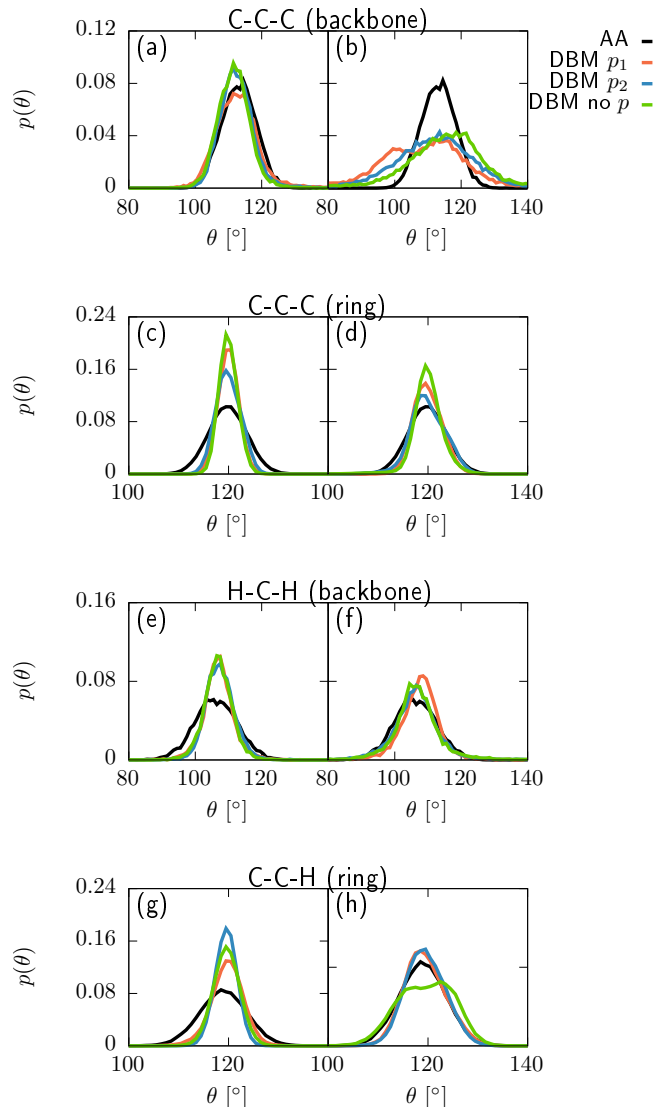 C-C-C (backbone)
0.12
(a)
(b)
AA
DBM p₁
DBM p₂
DBM no p
0.08
p(θ)
0.04
0
80
100
120
80
100
120
140
θ [°]
θ [°]
C-C-C (ring)
0.24
(c)
(d)
0.16
p(θ)
0.08
0
100
120
100
120
140
θ [°]
θ [°]
H-C-H (backbone)
0.16
(e)
(f)
p(θ)
0.08
0
80
100
120
80
100
120
140
θ [°]
θ [°]
C-C-H (ring)
0.24
(g)
(h)
0.16
p(θ)
0.08
0
100
120
100
120
140
θ [°]
θ [°]